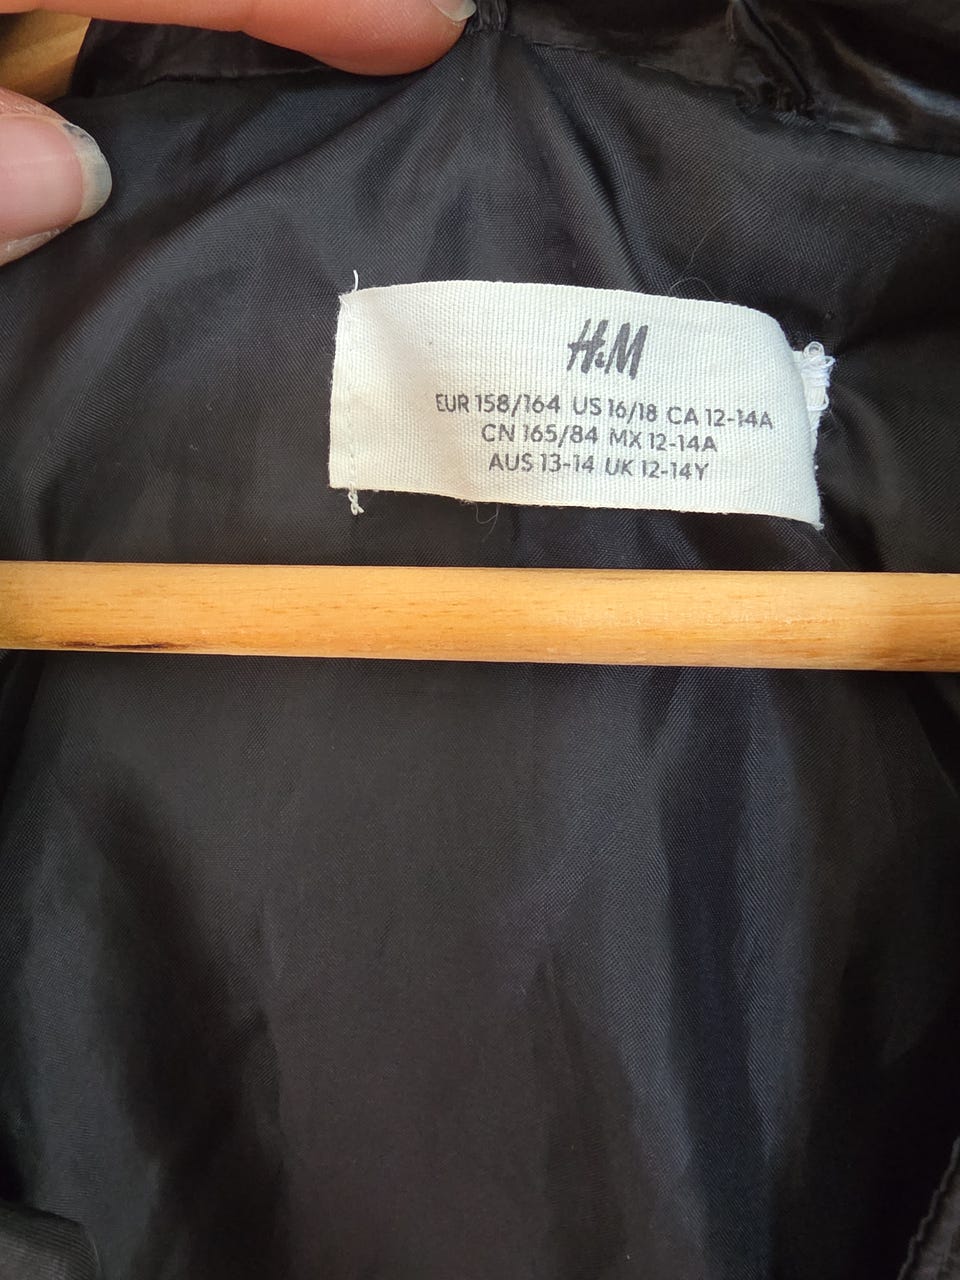 H&M
EUR 158/164 US 16/18 CA 12-14A
CN 165/84 MX 12-14A
AUS 13-14 UK 12-14Y